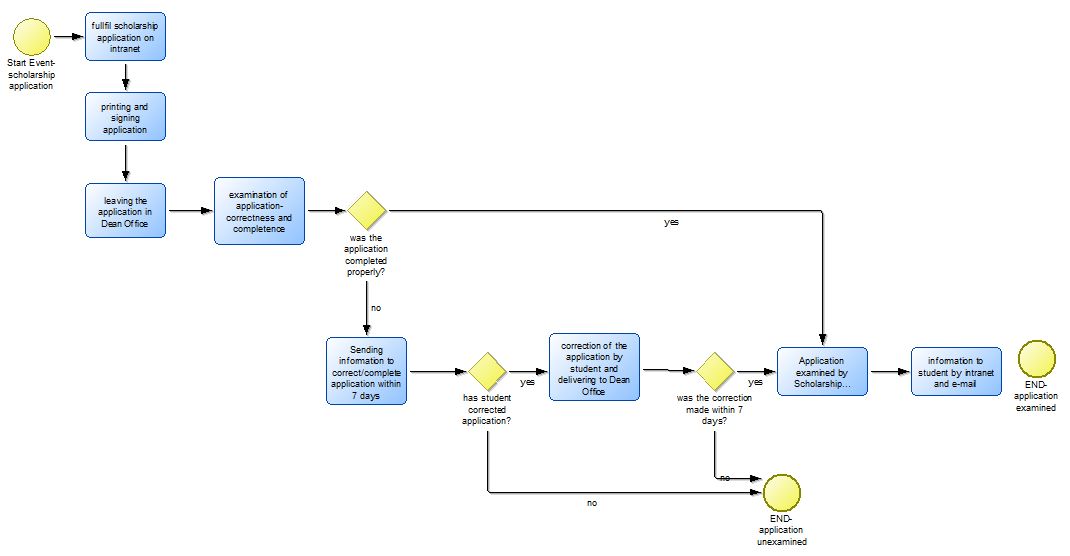 fullfil scholarship
application on
intranet
Start Event-
scholarship
application
printing and
signing
application
leaving the
application in
Dean Office
examination of
application-
correctness and
completence
was the
application
completed
properly?
yes
no
Sending
information to
correct/complete
application within
7 days
has student
corrected
application?
yes
correction of the
application by
student and
delivering to Dean
Office
was the correction
made within 7
days?
yes
Application
examined by
Scholarship...
information to
student by intranet
and e-mail
END-
application
examined
no
no
END-
application
unexamined